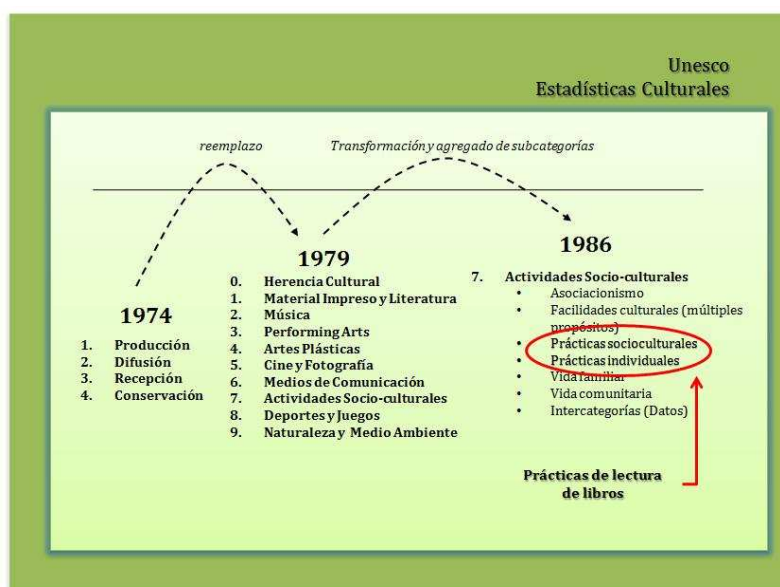 Unesco
Estadísticas Culturales
reemplazo
Transformación y agregado de subcategorías
1974
1. Producción
2. Difusión
3. Recepción
4. Conservación
1979
0. Herencia Cultural
1. Material Impreso y Literatura
2. Música
3. Performing Arts
4. Artes Plásticas
5. Cine y Fotografía
6. Medios de Comunicación
7. Actividades Socio-culturales
8. Deportes y Juegos
9. Naturaleza y Medio Ambiente
1986
7. Actividades Socio-culturales
• Asociacionismo
• Facilidades culturales (múltiples
propósitos)
• Prácticas socioculturales
• Prácticas individuales
• Vida familiar
• Vida comunitaria
• Intercategorías (Datos)
Prácticas de lectura
de libros